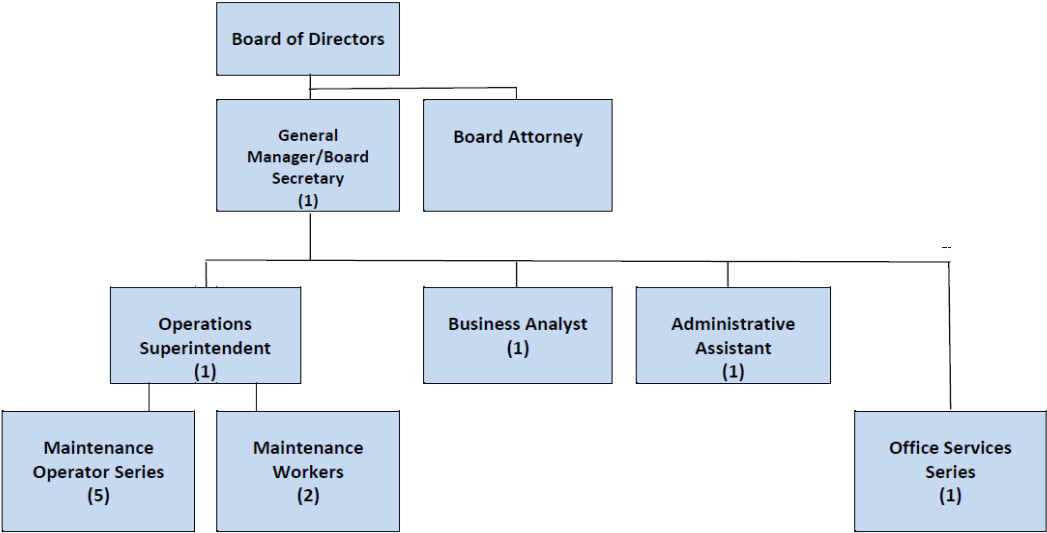 Board of Directors
General
Manager/Board
Secretary
(1)
Board Attorney
Operations
Superintendent
(1)
Business Analyst
(1)
Administrative
Assistant
(1)
Maintenance
Operator Series
(5)
Maintenance
Workers
(2)
Office Services
Series
(1)